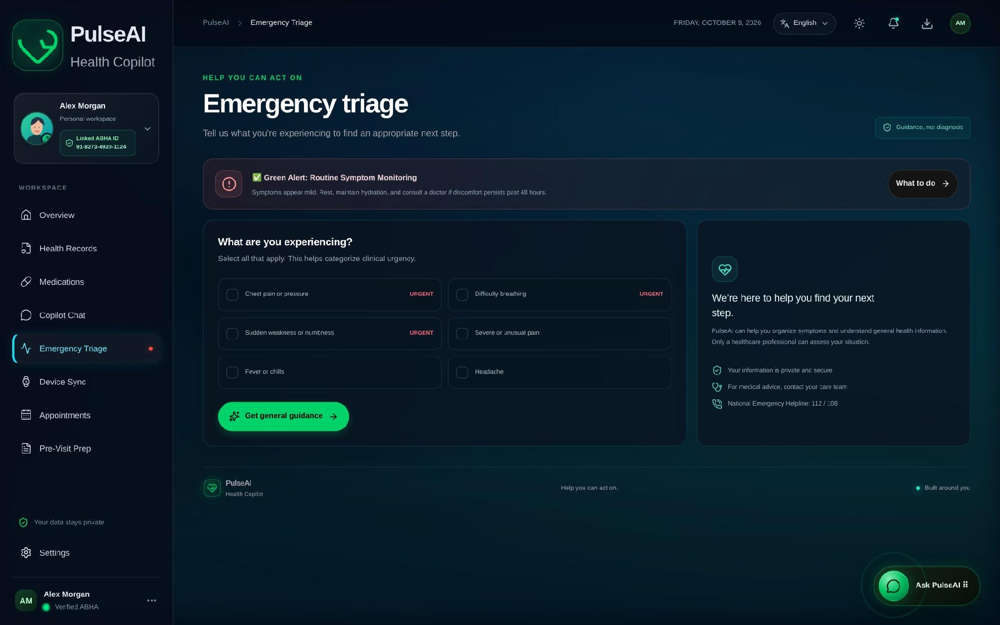 PulseAI
Health Copilot
Alex Morgan
Personal workspace
Linked ABHA ID
91-8273-4920-1124
WORKSPACE
Overview
Health Records
Medications
Copilot Chat
Emergency Triage
Device Sync
Appointments
Pre-Visit Prep
Your data stays private
Settings
AM
Alex Morgan
Verified ABHA
PulseAI > Emergency Triage
FRIDAY, OCTOBER 9, 2026
English
AM
HELP YOU CAN ACT ON
Emergency triage
Tell us what you're experiencing to find an appropriate next step.
Guidance, not diagnosis
✅ Green Alert: Routine Symptom Monitoring
Symptoms appear mild. Rest, maintain hydration, and consult a doctor if discomfort persists past 48 hours.
What to do →
What are you experiencing?
Select all that apply. This helps categorize clinical urgency.
Chest pain or pressure URGENT
Difficulty breathing URGENT
Sudden weakness or numbness URGENT
Severe or unusual pain
Fever or chills
Headache
Get general guidance →
We're here to help you find your next
step.
PulseAI can help you organize symptoms and understand general health information.
Only a healthcare professional can assess your situation.
Your information is private and secure
For medical advice, contact your care team
National Emergency Helpline: 112 / 108
PulseAI
Health Copilot
Help you can act on.
Built around you
Ask PulseAI ⠿